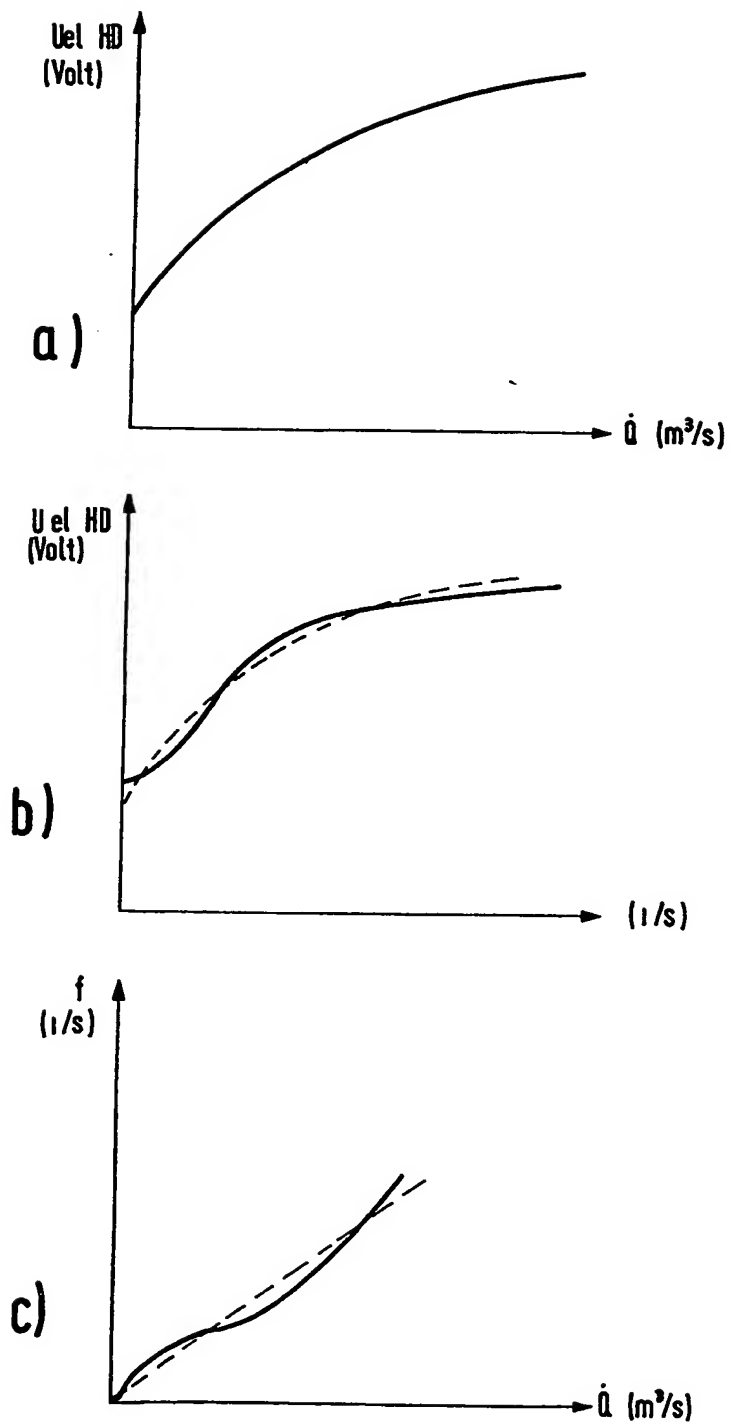 Uel HD
(Volt)
a)
Q̇ (m³/s)
U el HD
(Volt)
b)
(1/s)
f
(1/s)
c)
Q̇ (m³/s)